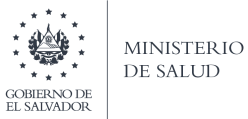 GOBIERNO DE
EL SALVADOR
MINISTERIO
DE SALUD